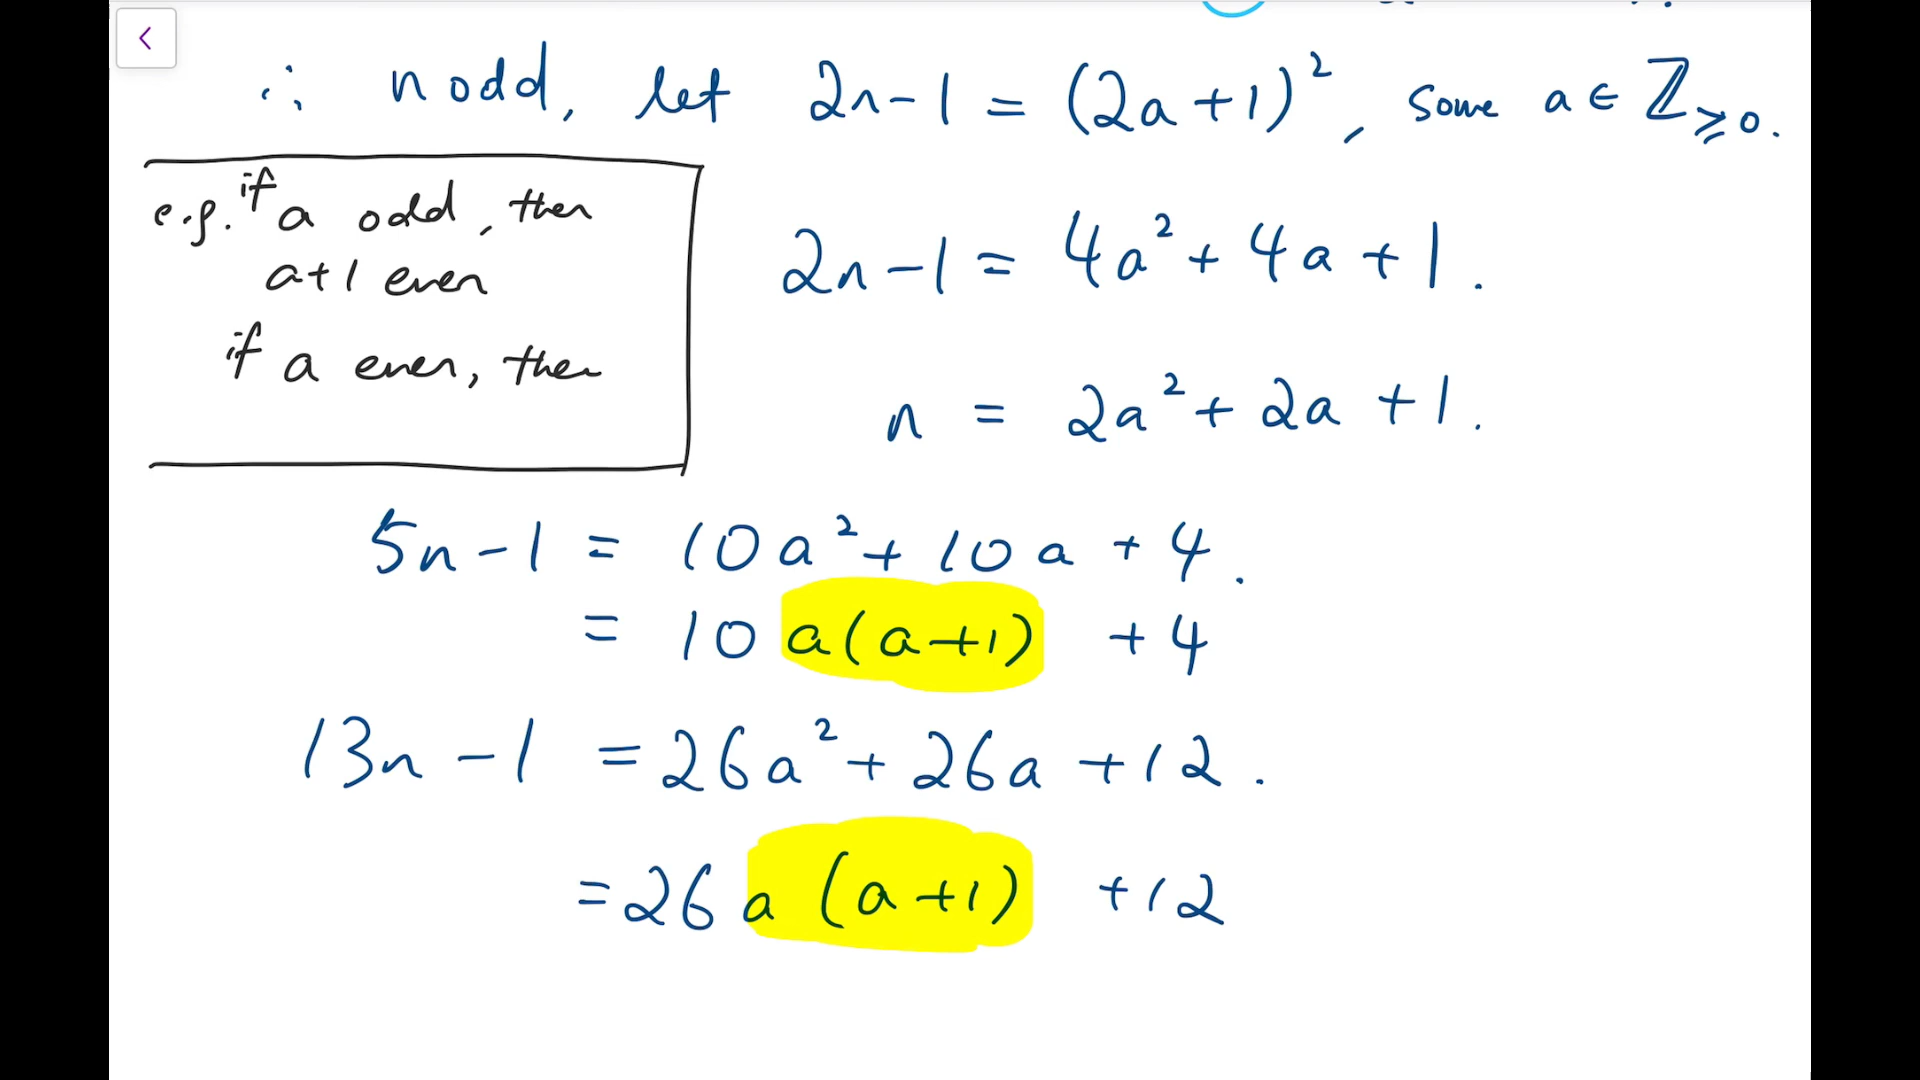 ∴ n odd, let 2n-1 = (2a+1)², some a ∈ ℤ≥0.
e.g. if a odd, then
a+1 even
if a even, then
2n-1 = 4a²+4a+1.
n = 2a²+2a+1.
5n-1 = 10a²+10a+4.
= 10a(a+1) +4
13n-1 = 26a²+26a+12.
= 26a(a+1) +12